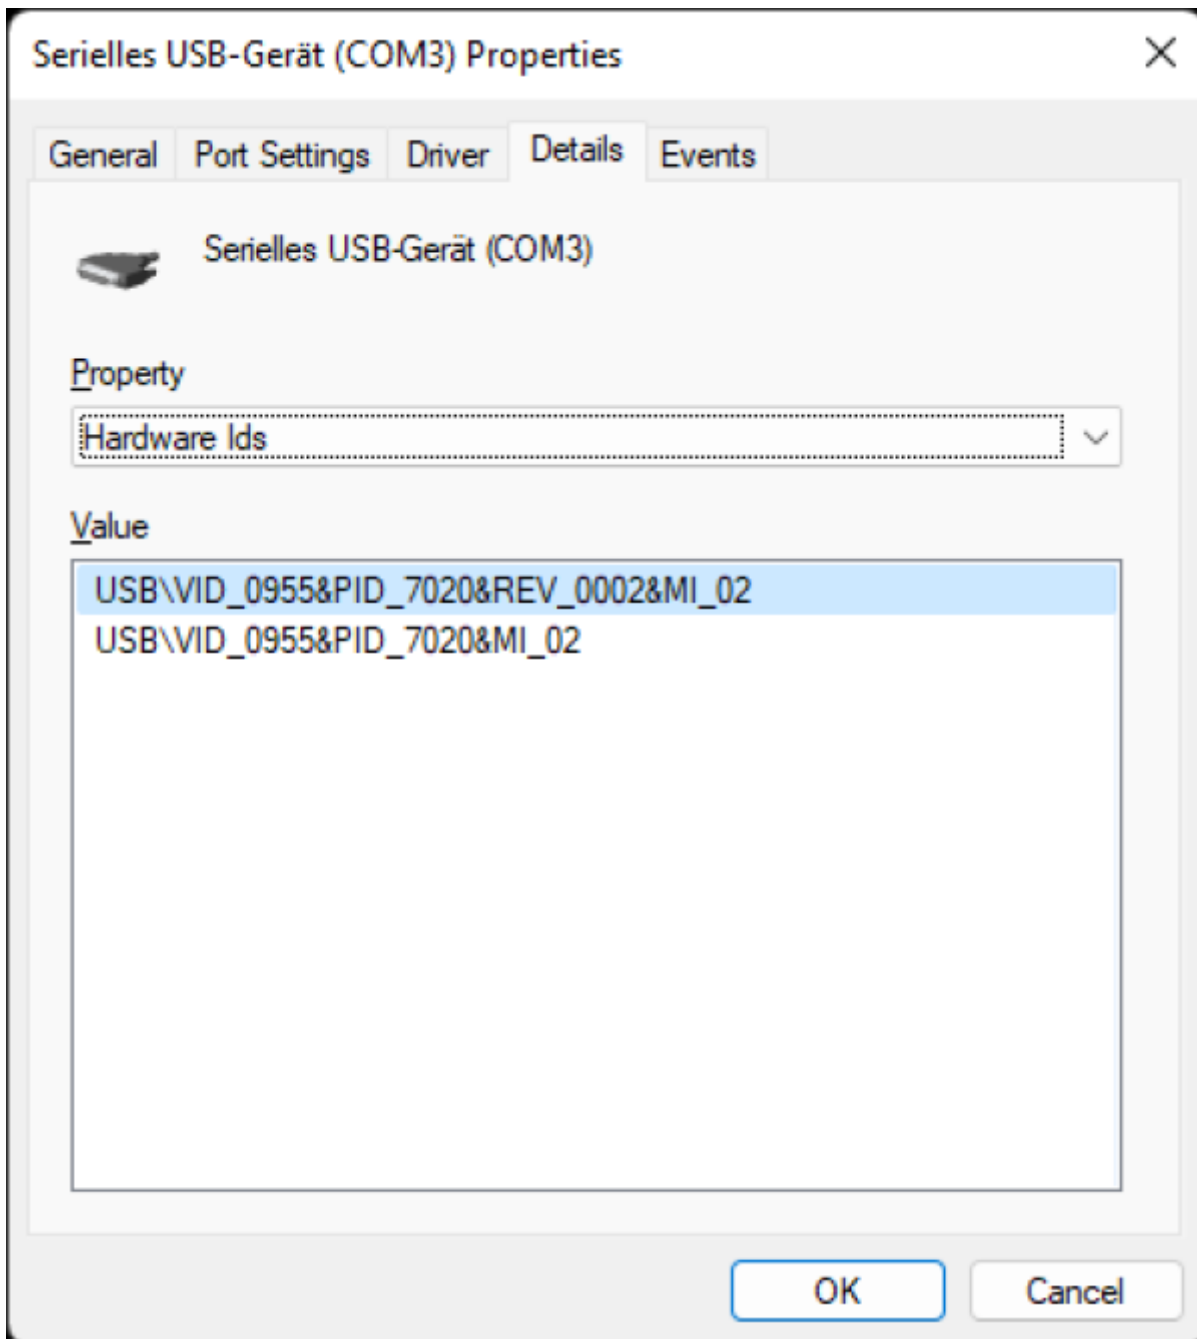 Serielles USB-Gerät (COM3) Properties
General Port Settings Driver Details Events
Serielles USB-Gerät (COM3)
Property
Hardware Ids
Value
USB\VID_0955&PID_7020&REV_0002&MI_02
USB\VID_0955&PID_7020&MI_02
OK Cancel